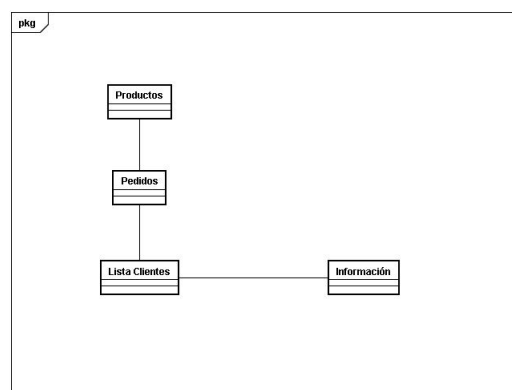 pkg
Productos
Pedidos
Lista Clientes
Información